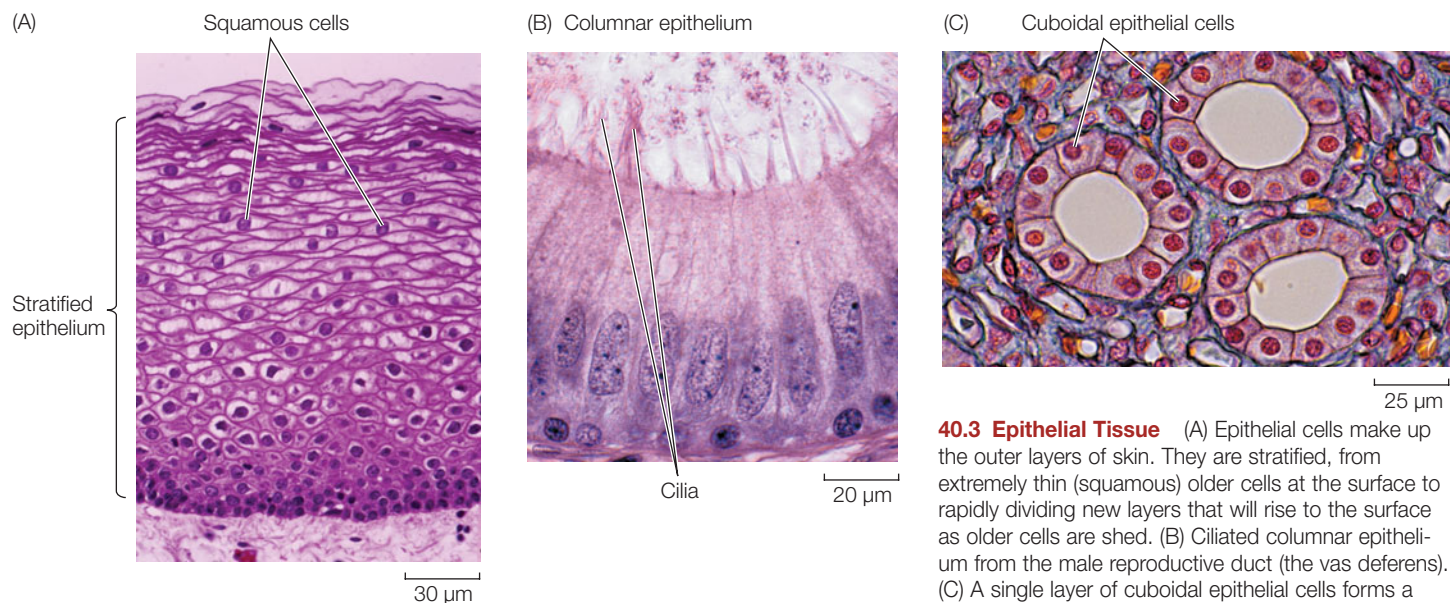 (A)
Squamous cells
Stratified
epithelium
30 µm
(B) Columnar epithelium
Cilia
20 µm
(C)
Cuboidal epithelial cells
25 µm
40.3 Epithelial Tissue (A) Epithelial cells make up
the outer layers of skin. They are stratified, from
extremely thin (squamous) older cells at the surface to
rapidly dividing new layers that will rise to the surface
as older cells are shed. (B) Ciliated columnar epitheli-
um from the male reproductive duct (the vas deferens).
(C) A single layer of cuboidal epithelial cells forms a